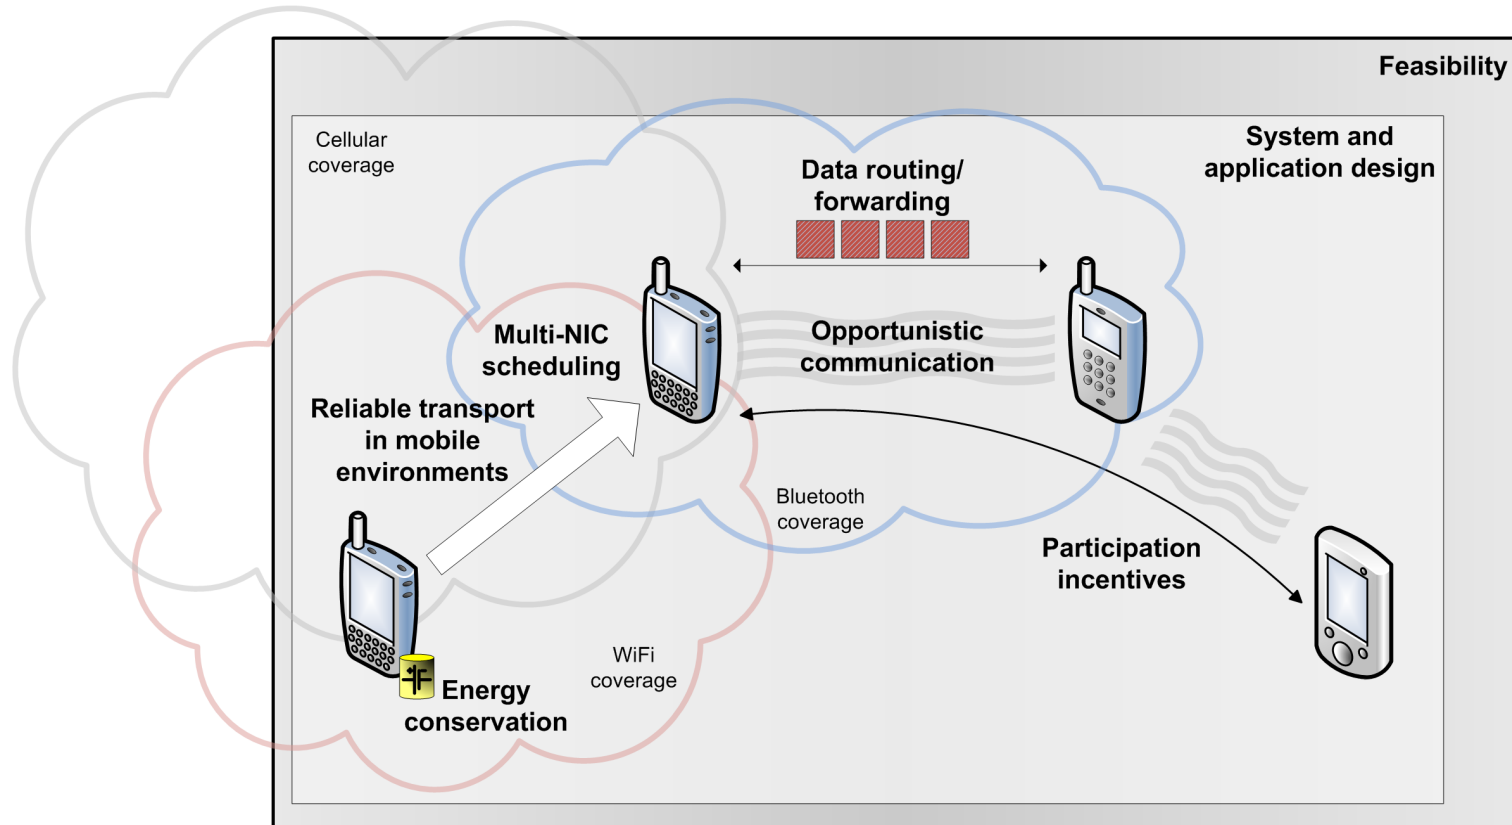 Feasibility
System and
application design
Cellular
coverage
Data routing/
forwarding
Multi-NIC
scheduling
Opportunistic
communication
Reliable transport
in mobile
environments
Bluetooth
coverage
Participation
incentives
WiFi
coverage
Energy
conservation